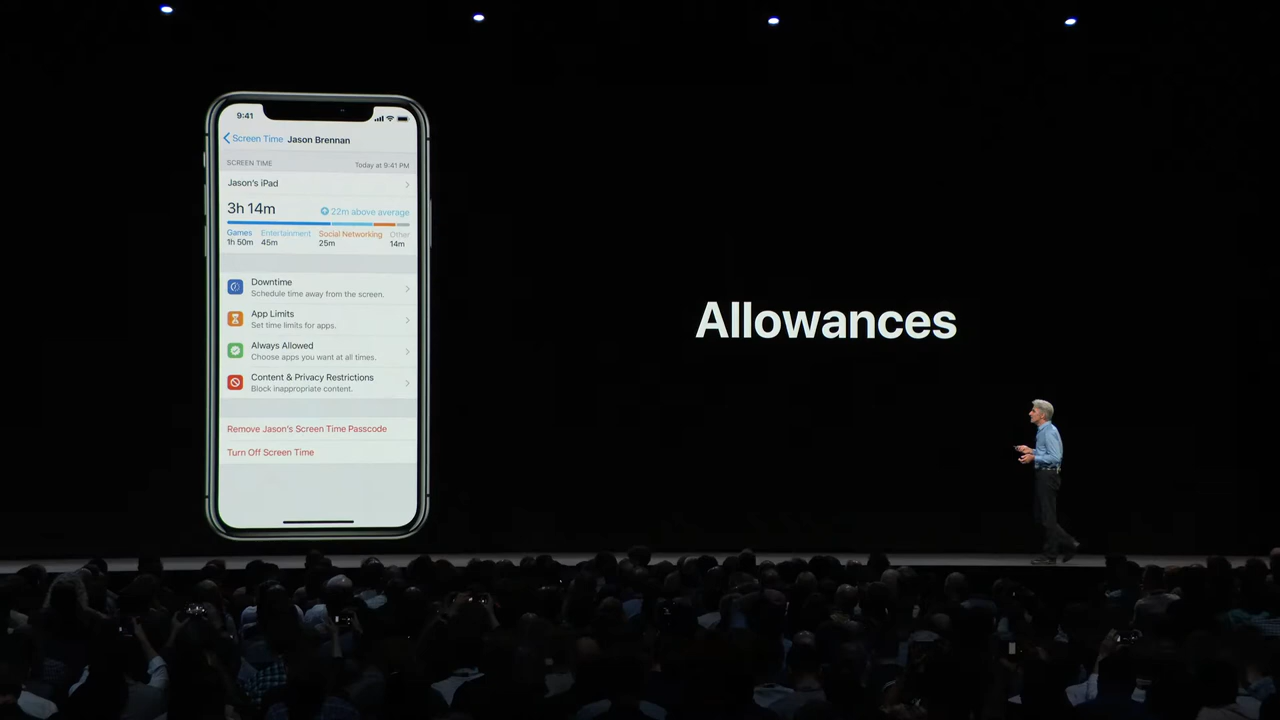 9:41
Screen Time Jason Brennan
SCREEN TIME Today at 9:41 PM
Jason's iPad
3h 14m 22m above average
Games Entertainment Social Networking Other
1h 50m 45m 25m 14m
Downtime
Schedule time away from the screen.
App Limits
Set time limits for apps.
Always Allowed
Choose apps you want at all times.
Content & Privacy Restrictions
Block inappropriate content.
Remove Jason's Screen Time Passcode
Turn Off Screen Time
Allowances